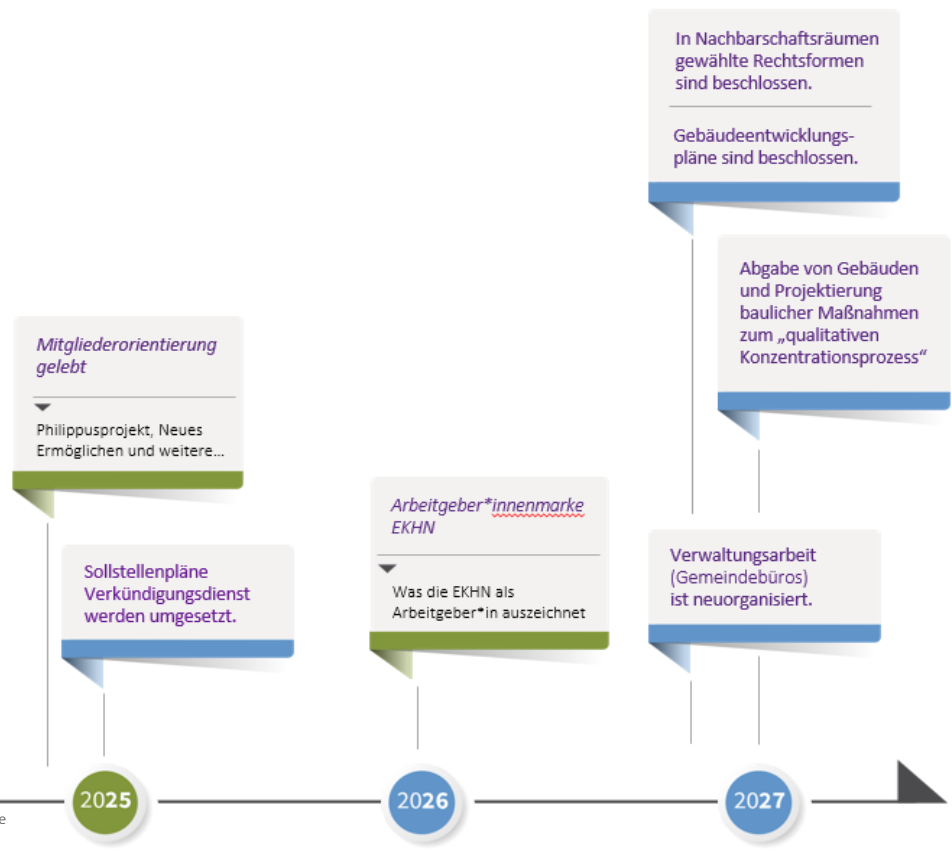 In Nachbarschaftsräumen
gewählte Rechtsformen
sind beschlossen.
Gebäudeentwicklungs-
pläne sind beschlossen.
Abgabe von Gebäuden
und Projektierung
baulicher Maßnahmen
zum „qualitativen
Konzentrationsprozess“
Mitgliederorientierung
gelebt
Philippusprojekt, Neues
Ermöglichen und weitere...
Arbeitgeber*innenmarke
EKHN
Was die EKHN als
Arbeitgeber*in auszeichnet
Sollstellenpläne
Verkündigungsdienst
werden umgesetzt.
Verwaltungsarbeit
(Gemeindebüros)
ist neuorganisiert.
2025
2026
2027
e